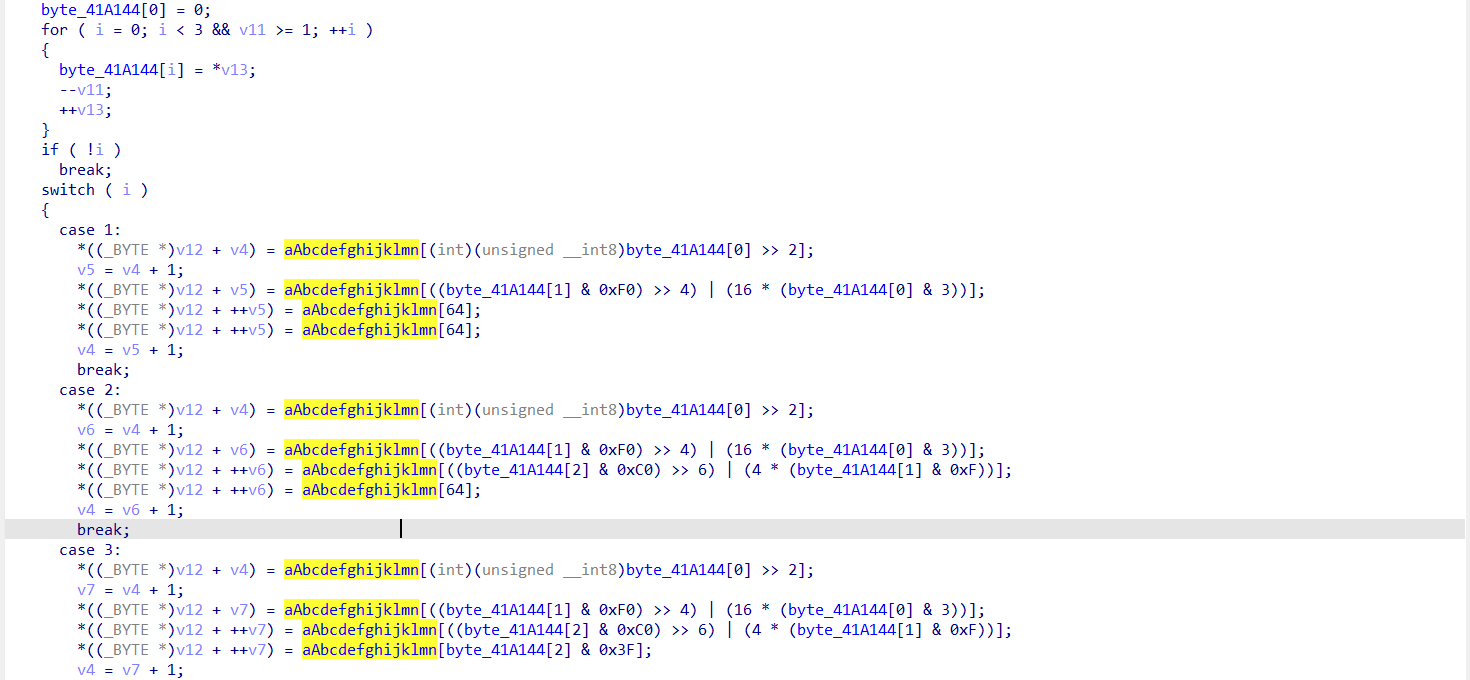 byte_41A144[0] = 0;
for ( i = 0; i < 3 && v11 >= 1; ++i )
{
byte_41A144[i] = *v13;
--v11;
++v13;
}
if ( !i )
break;
switch ( i )
{
case 1:
*((_BYTE *)v12 + v4) = aAbcdefghijklmn[(int)(unsigned __int8)byte_41A144[0] >> 2];
v5 = v4 + 1;
*((_BYTE *)v12 + v5) = aAbcdefghijklmn[((byte_41A144[1] & 0xF0) >> 4) | (16 * (byte_41A144[0] & 3))];
*((_BYTE *)v12 + ++v5) = aAbcdefghijklmn[64];
*((_BYTE *)v12 + ++v5) = aAbcdefghijklmn[64];
v4 = v5 + 1;
break;
case 2:
*((_BYTE *)v12 + v4) = aAbcdefghijklmn[(int)(unsigned __int8)byte_41A144[0] >> 2];
v6 = v4 + 1;
*((_BYTE *)v12 + v6) = aAbcdefghijklmn[((byte_41A144[1] & 0xF0) >> 4) | (16 * (byte_41A144[0] & 3))];
*((_BYTE *)v12 + ++v6) = aAbcdefghijklmn[((byte_41A144[2] & 0xC0) >> 6) | (4 * (byte_41A144[1] & 0xF))];
*((_BYTE *)v12 + ++v6) = aAbcdefghijklmn[64];
v4 = v6 + 1;
break;
case 3:
*((_BYTE *)v12 + v4) = aAbcdefghijklmn[(int)(unsigned __int8)byte_41A144[0] >> 2];
v7 = v4 + 1;
*((_BYTE *)v12 + v7) = aAbcdefghijklmn[((byte_41A144[1] & 0xF0) >> 4) | (16 * (byte_41A144[0] & 3))];
*((_BYTE *)v12 + ++v7) = aAbcdefghijklmn[((byte_41A144[2] & 0xC0) >> 6) | (4 * (byte_41A144[1] & 0xF))];
*((_BYTE *)v12 + ++v7) = aAbcdefghijklmn[byte_41A144[2] & 0x3F];
v4 = v7 + 1;